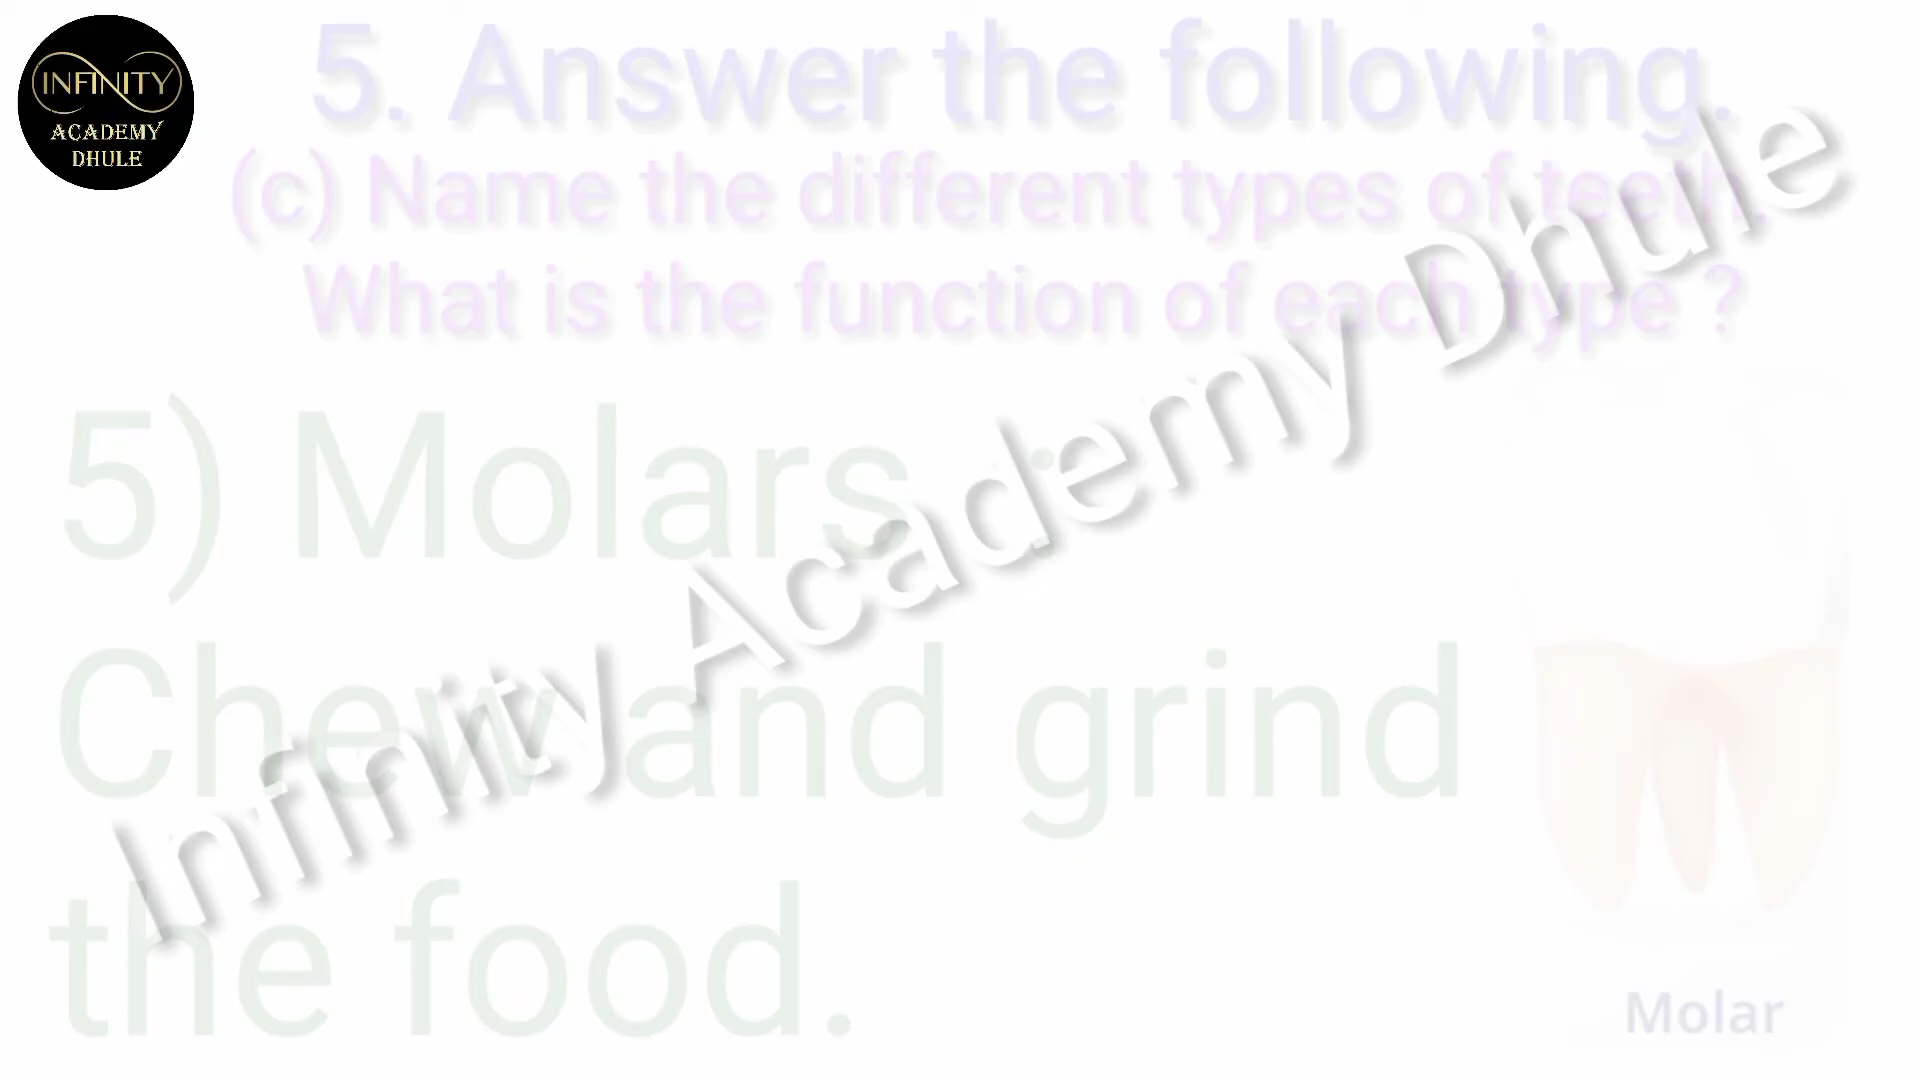 INFINITY
ACADEMY
DHULE
5. Answer the following.
(c) Name the different types of teeth.
What is the function of each type ?
5) Molars :
Chew and grind
the food.
Infinity Academy Dhule
Molar